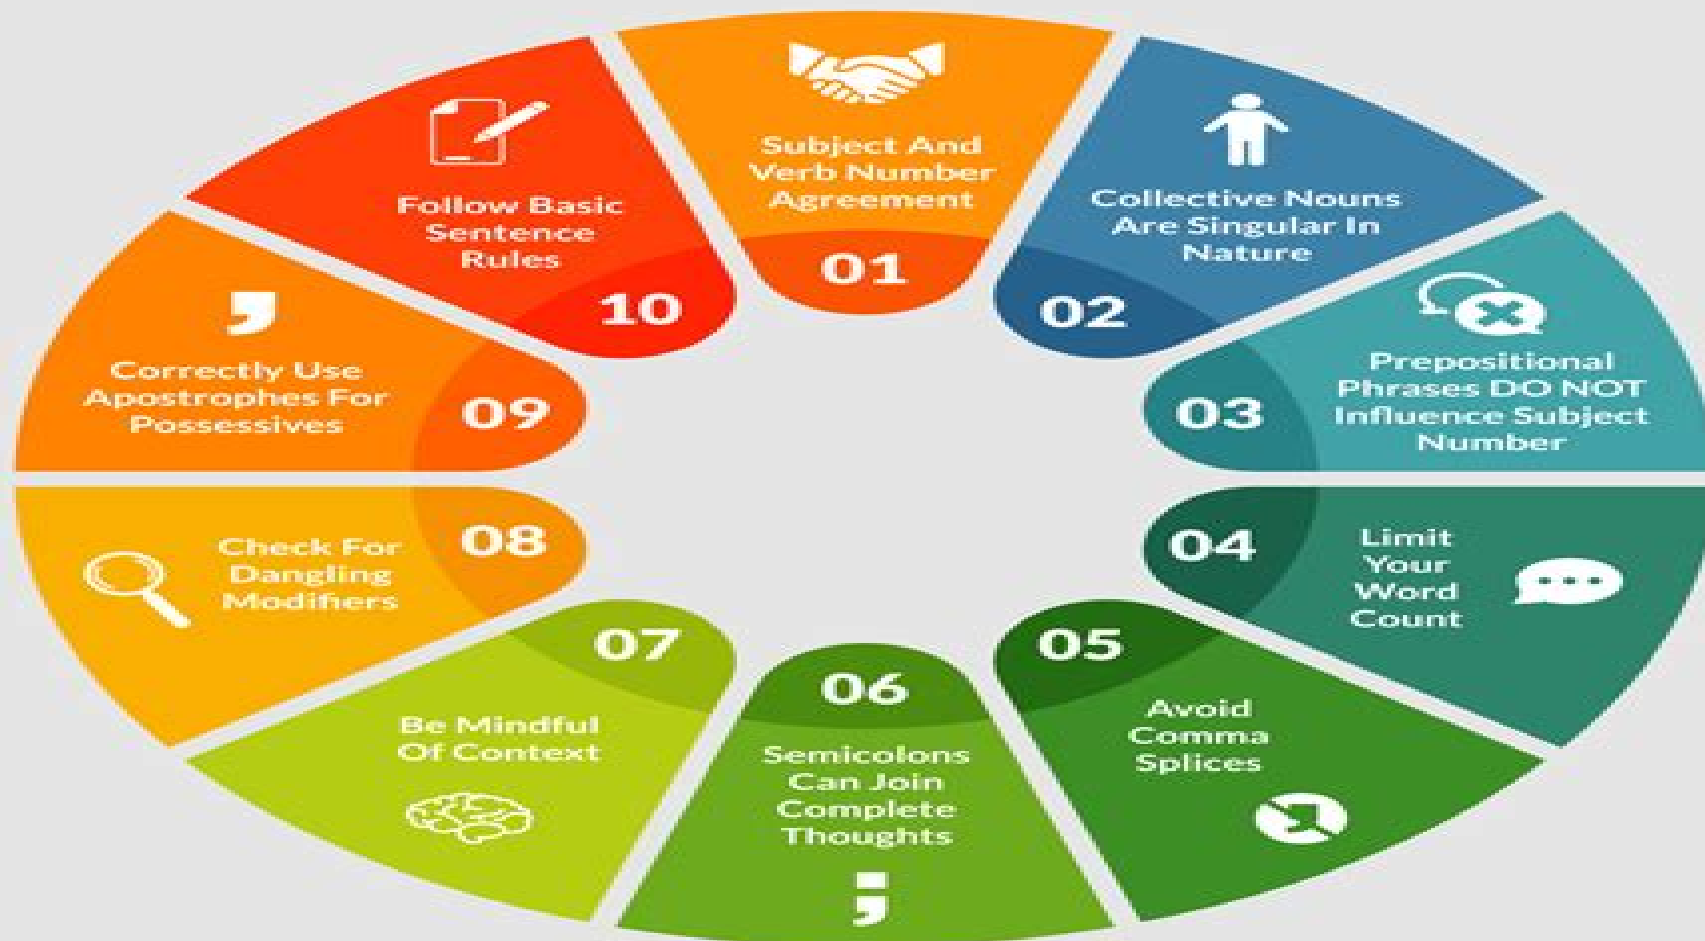 Subject And
Verb Number
Agreement
01
Collective Nouns
Are Singular In
Nature
02
Prepositional
Phrases DO NOT
Influence Subject
Number
03
Limit
Your
Word
Count
04
Avoid
Comma
Splices
05
Semicolons
Can Join
Complete
Thoughts
;
06
Be Mindful
Of Context
07
Check For
Dangling
Modifiers
08
,
Correctly Use
Apostrophes For
Possessives
09
Follow Basic
Sentence
Rules
10